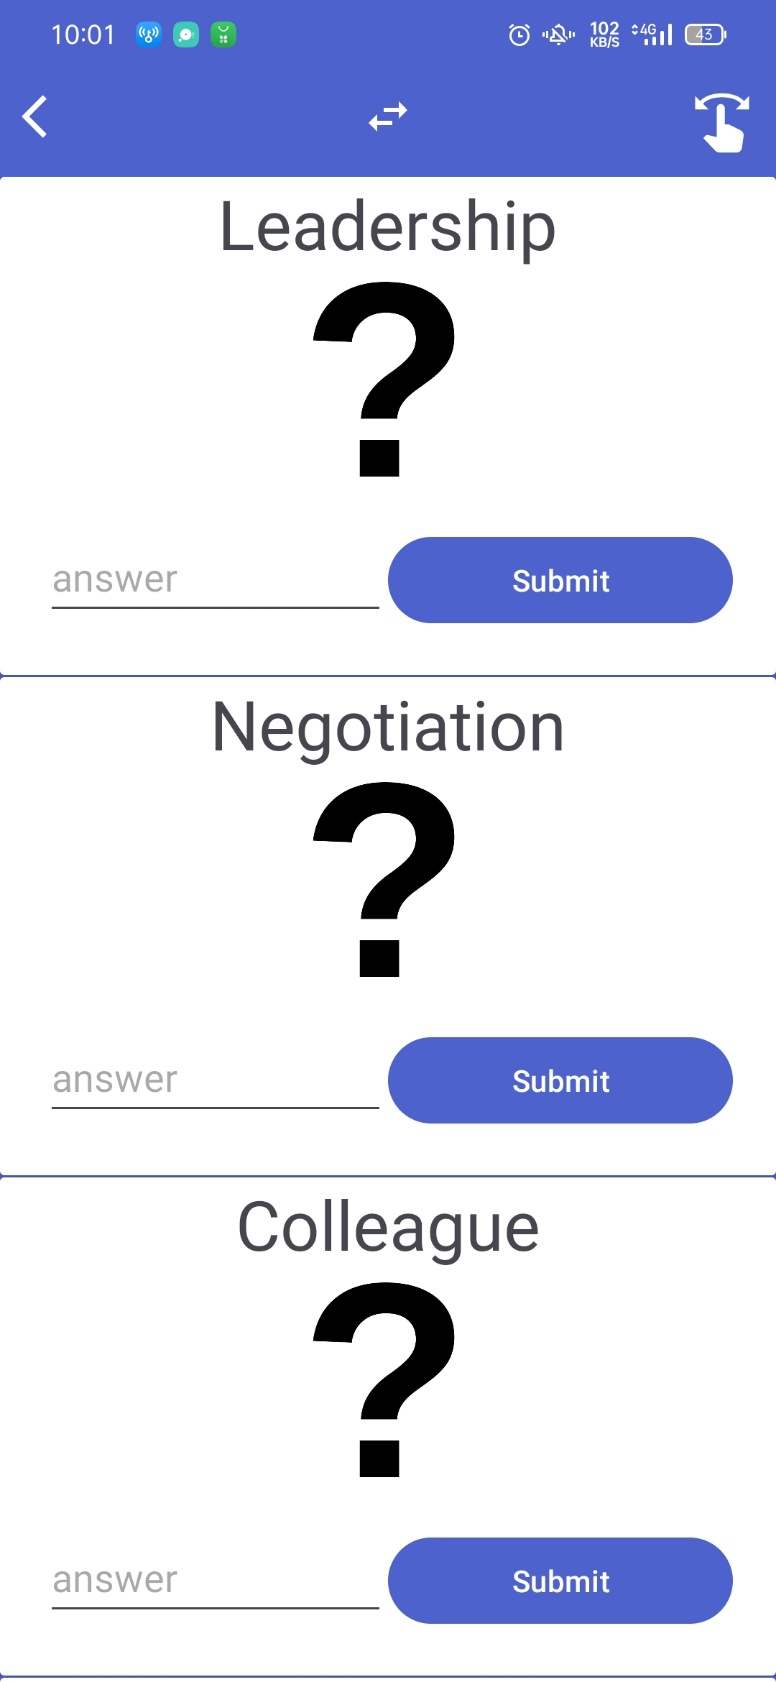 10:01 102 KB/S 4G 43
Leadership
?
answer Submit
Negotiation
?
answer Submit
Colleague
?
answer Submit